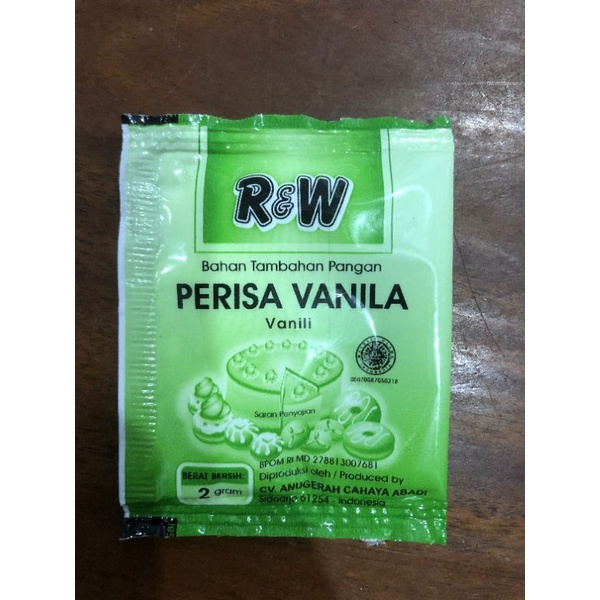 R&W
Bahan Tambahan Pangan
PERISA VANILA
Vanili
Saran Penyajian
BPOM RI MD 278813007681
BERAT BERSIH:
2 gram
Diproduksi oleh / Produced by
CV. ANUGERAH CAHAYA ABADI
Sidoarjo 61254 - Indonesia